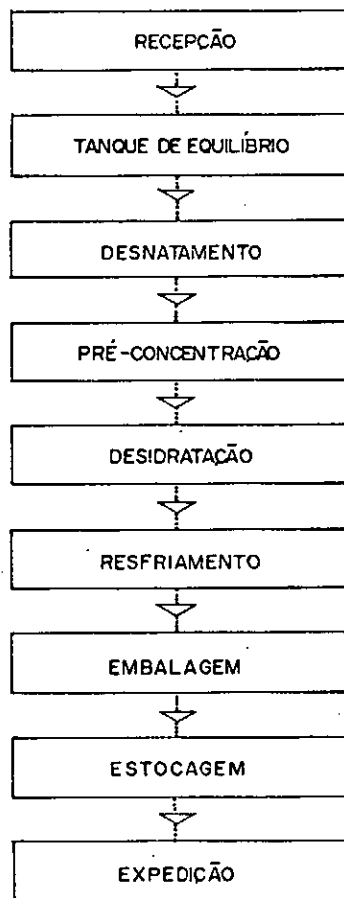 RECEPÇÃO
TANQUE DE EQUILÍBRIO
DESNATAMENTO
PRÉ-CONCENTRAÇÃO
DESIDRATAÇÃO
RESFRIAMENTO
EMBALAGEM
ESTOCAGEM
EXPEDIÇÃO